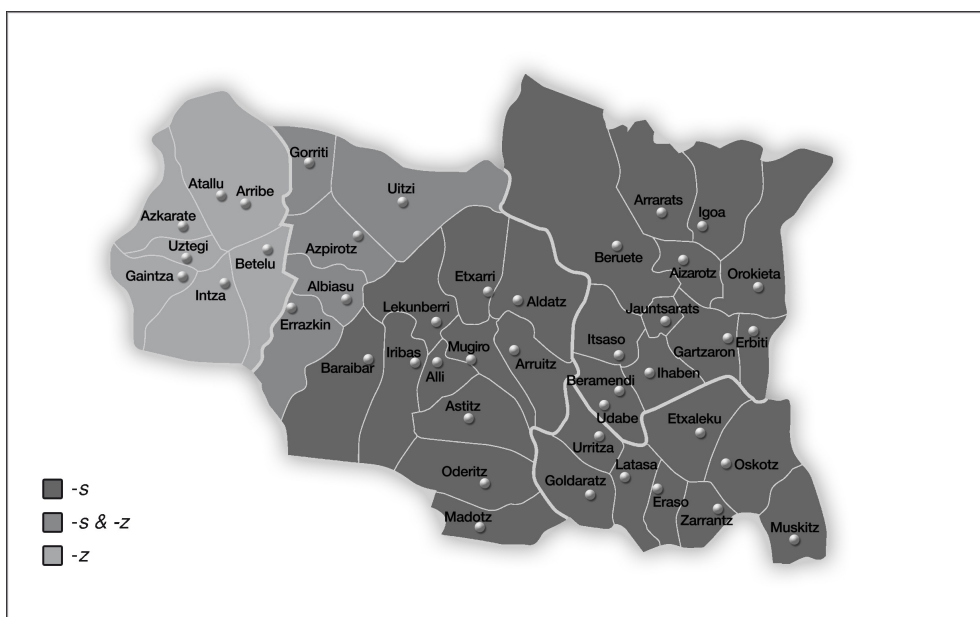 Gorriti
Uitzi
Atallu
Arribe
Azkarate
Uztegi
Gaintza
Intza
Betelu
Azpirotz
Albiasu
Errazkin
Arrarats
Igoa
Beruete
Aizarotz
Orokieta
Etxarri
Aldatz
Lekunberri
Jauntsarats
Baraibar
Iribas
Mugiro
Alli
Arruitz
Itsaso
Gartzaron
Erbiti
Ihaben
Beramendi
Udabe
Astitz
Etxaleku
Urritza
Latasa
Oskotz
Oderitz
Goldaratz
Eraso
Zarrantz
Madotz
Muskitz
-s
-s & -z
-z